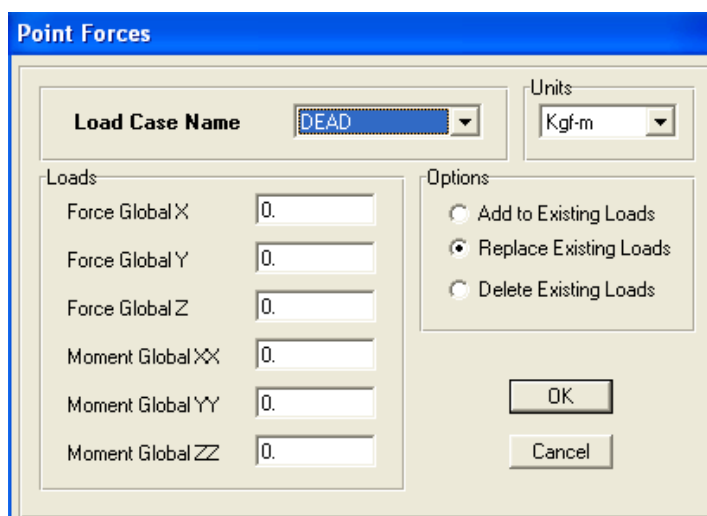 Point Forces
Load Case Name
DEAD
Units
Kgf-m
Loads
Force Global X
0.
Force Global Y
0.
Force Global Z
0.
Moment Global XX
0.
Moment Global YY
0.
Moment Global ZZ
0.
Options
Add to Existing Loads
Replace Existing Loads
Delete Existing Loads
OK
Cancel